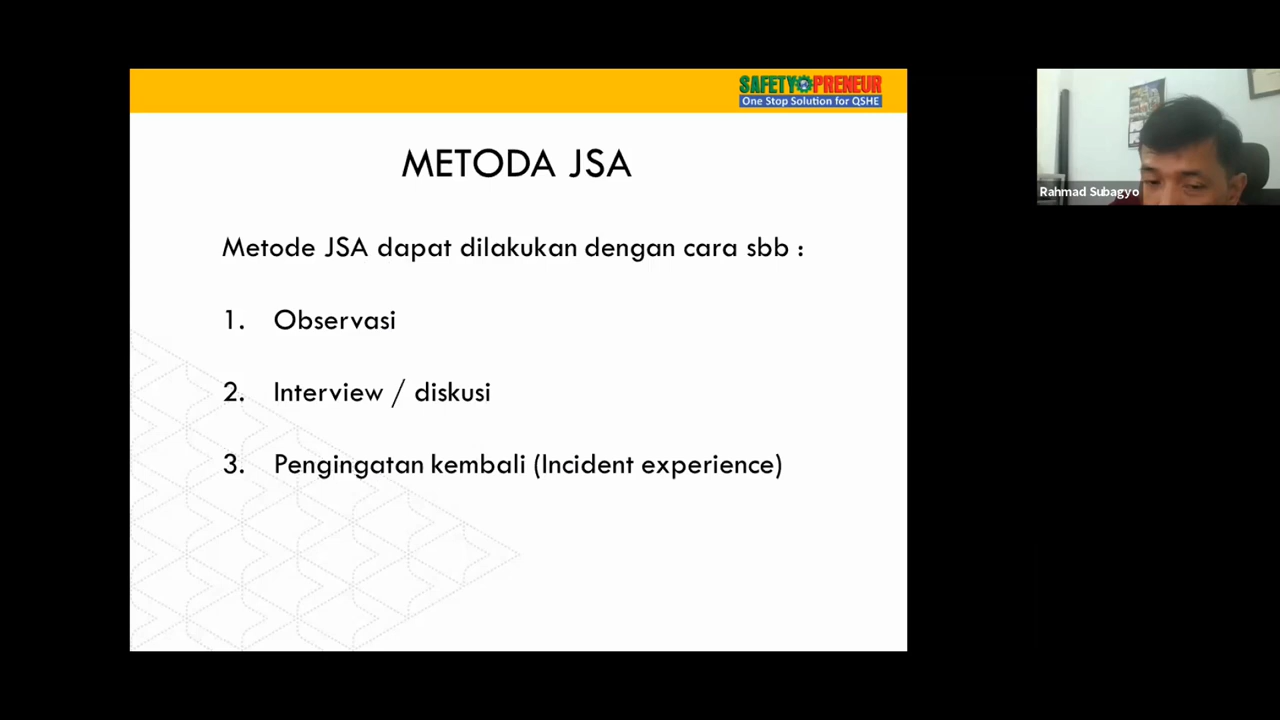 SAFETYPRENEUR
One Stop Solution for QSHE
METODA JSA
Metode JSA dapat dilakukan dengan cara sbb :
1. Observasi
2. Interview / diskusi
3. Pengingatan kembali (Incident experience)
Rahmad Subagyo